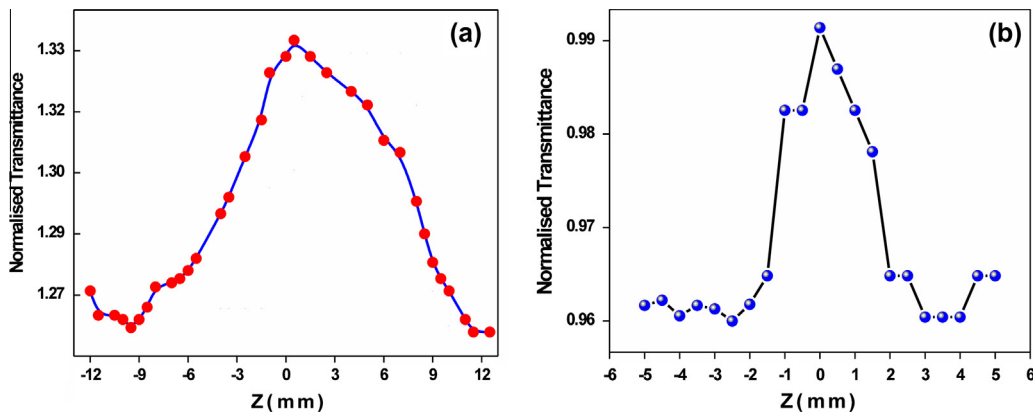 (a)
Normalised Transmittance
1.33
1.32
1.30
1.29
1.27
-12 -9 -6 -3 0 3 6 9 12
Z ( mm )
(b)
Normalized Transmittance
0.99
0.98
0.97
0.96
-6 -5 -4 -3 -2 -1 0 1 2 3 4 5 6
Z ( mm )